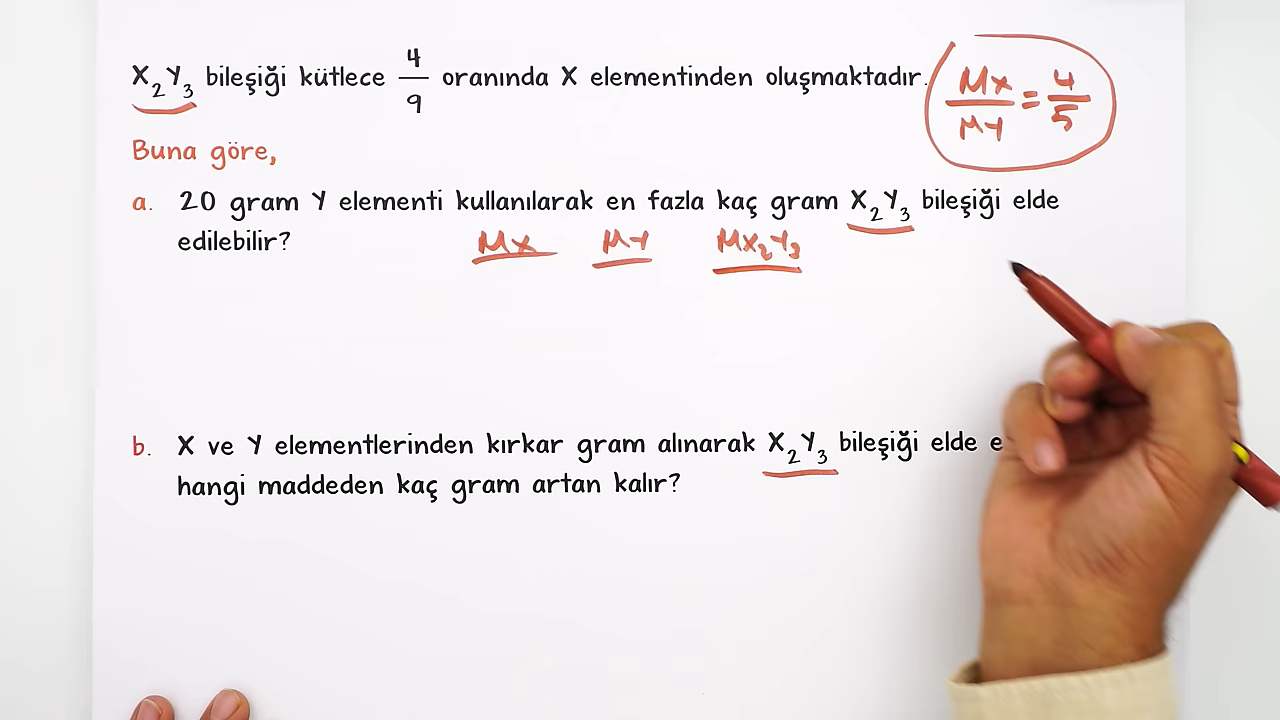 X₂Y₃ bileşiği kütlece 4/9 oranında X elementinden oluşmaktadır.
Mx/My = 4/5
Buna göre,
a. 20 gram Y elementi kullanılarak en fazla kaç gram X₂Y₃ bileşiği elde
edilebilir?
Mx My Mx₂Y₃
b. X ve Y elementlerinden kırkar gram alınarak X₂Y₃ bileşiği elde
hangi maddeden kaç gram artan kalır?